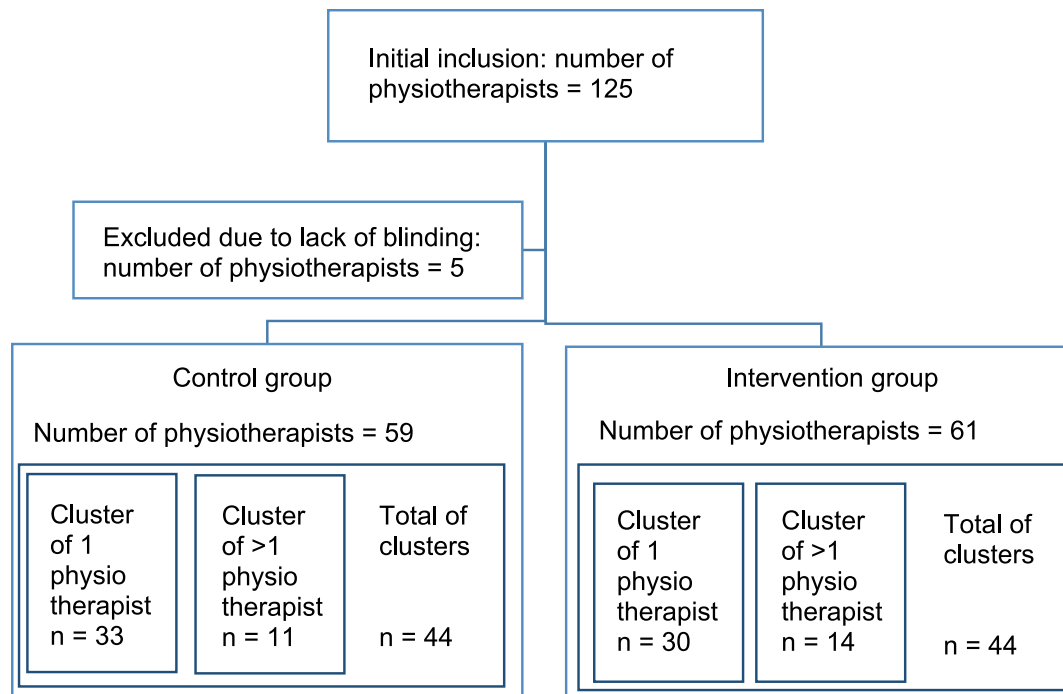 Initial inclusion: number of
physiotherapists = 125
Excluded due to lack of blinding:
number of physiotherapists = 5
Control group
Number of physiotherapists = 59
Cluster
of 1
physio
therapist
n = 33
Cluster
of >1
physio
therapist
n = 11
Total of
clusters
n = 44
Intervention group
Number of physiotherapists = 61
Cluster
of 1
physio
therapist
n = 30
Cluster
of >1
physio
therapist
n = 14
Total of
clusters
n = 44